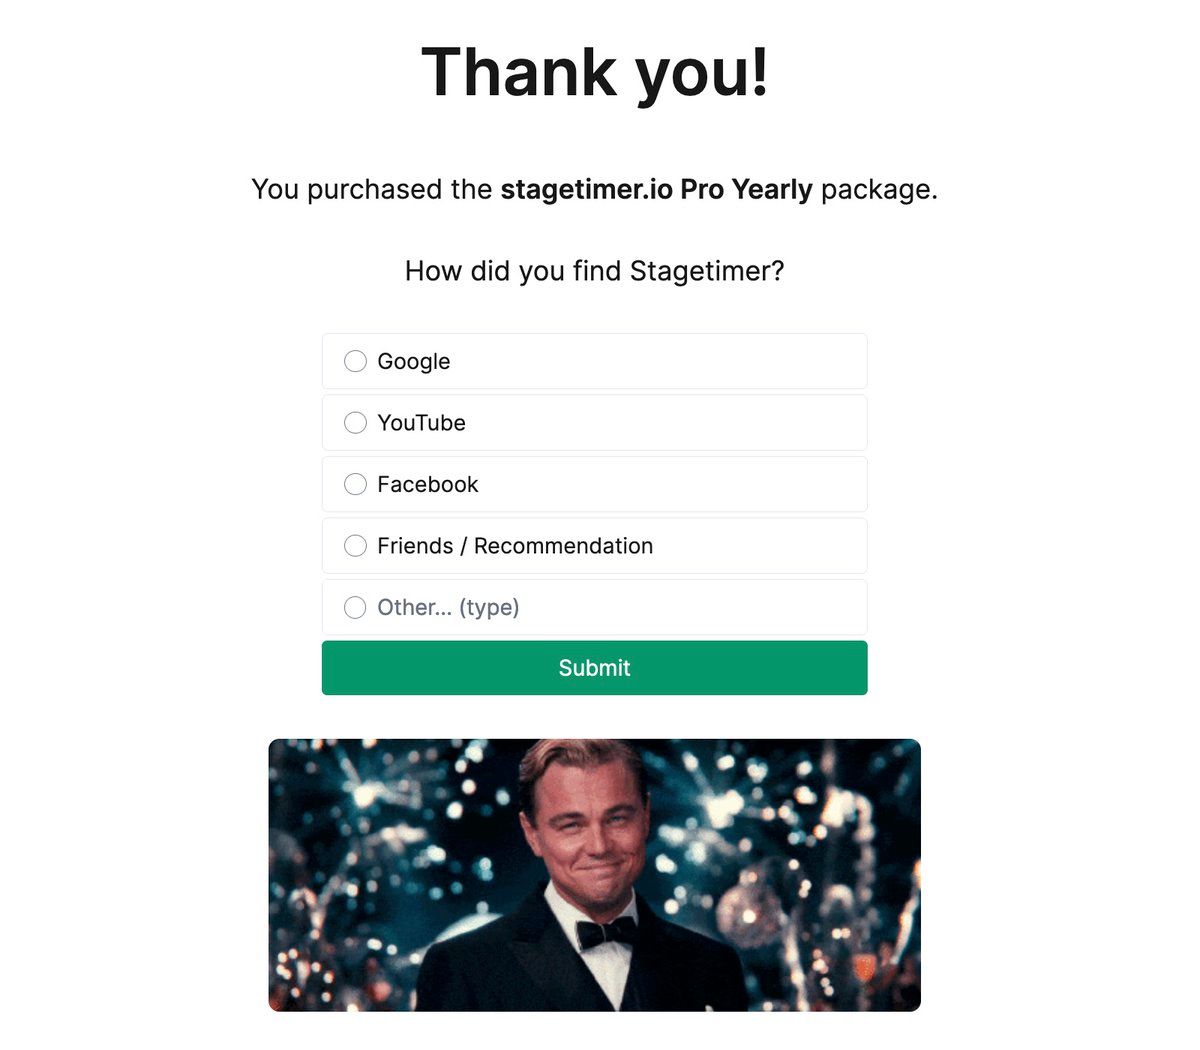 Thank you!
You purchased the stagetimer.io Pro Yearly package.
How did you find Stagetimer?
Google
YouTube
Facebook
Friends / Recommendation
Other... (type)
Submit